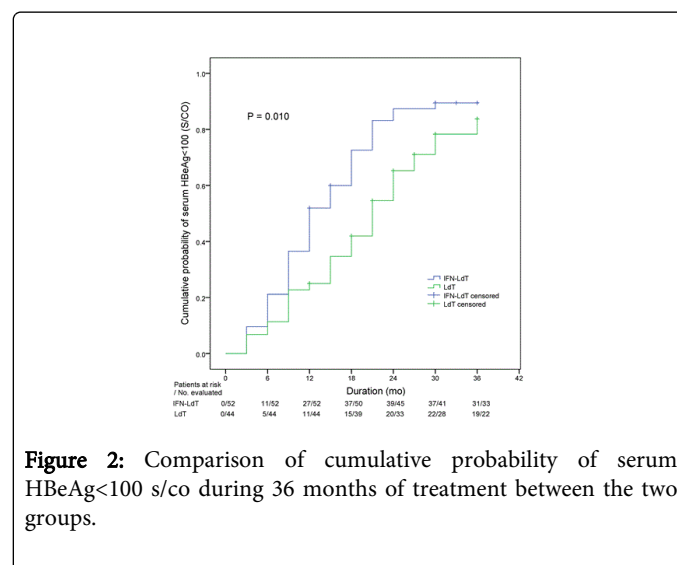 1.0
P = 0.010
0.8
0.6
0.4
0.2
0.0
Cumulative probability of serum HBeAg<100 (S/CO)
IFN-LdT
LdT
IFN-LdT censored
LdT censored
0 6 12 18 24 30 36 42
Duration (mo)
Patients at risk
/ No. evaluated
IFN-LdT 0/52 11/52 27/52 37/50 39/45 37/41 31/33
LdT 0/44 5/44 11/44 15/39 20/33 22/28 19/22
Figure 2: Comparison of cumulative probability of serum
HBeAg<100 s/co during 36 months of treatment between the two
groups.